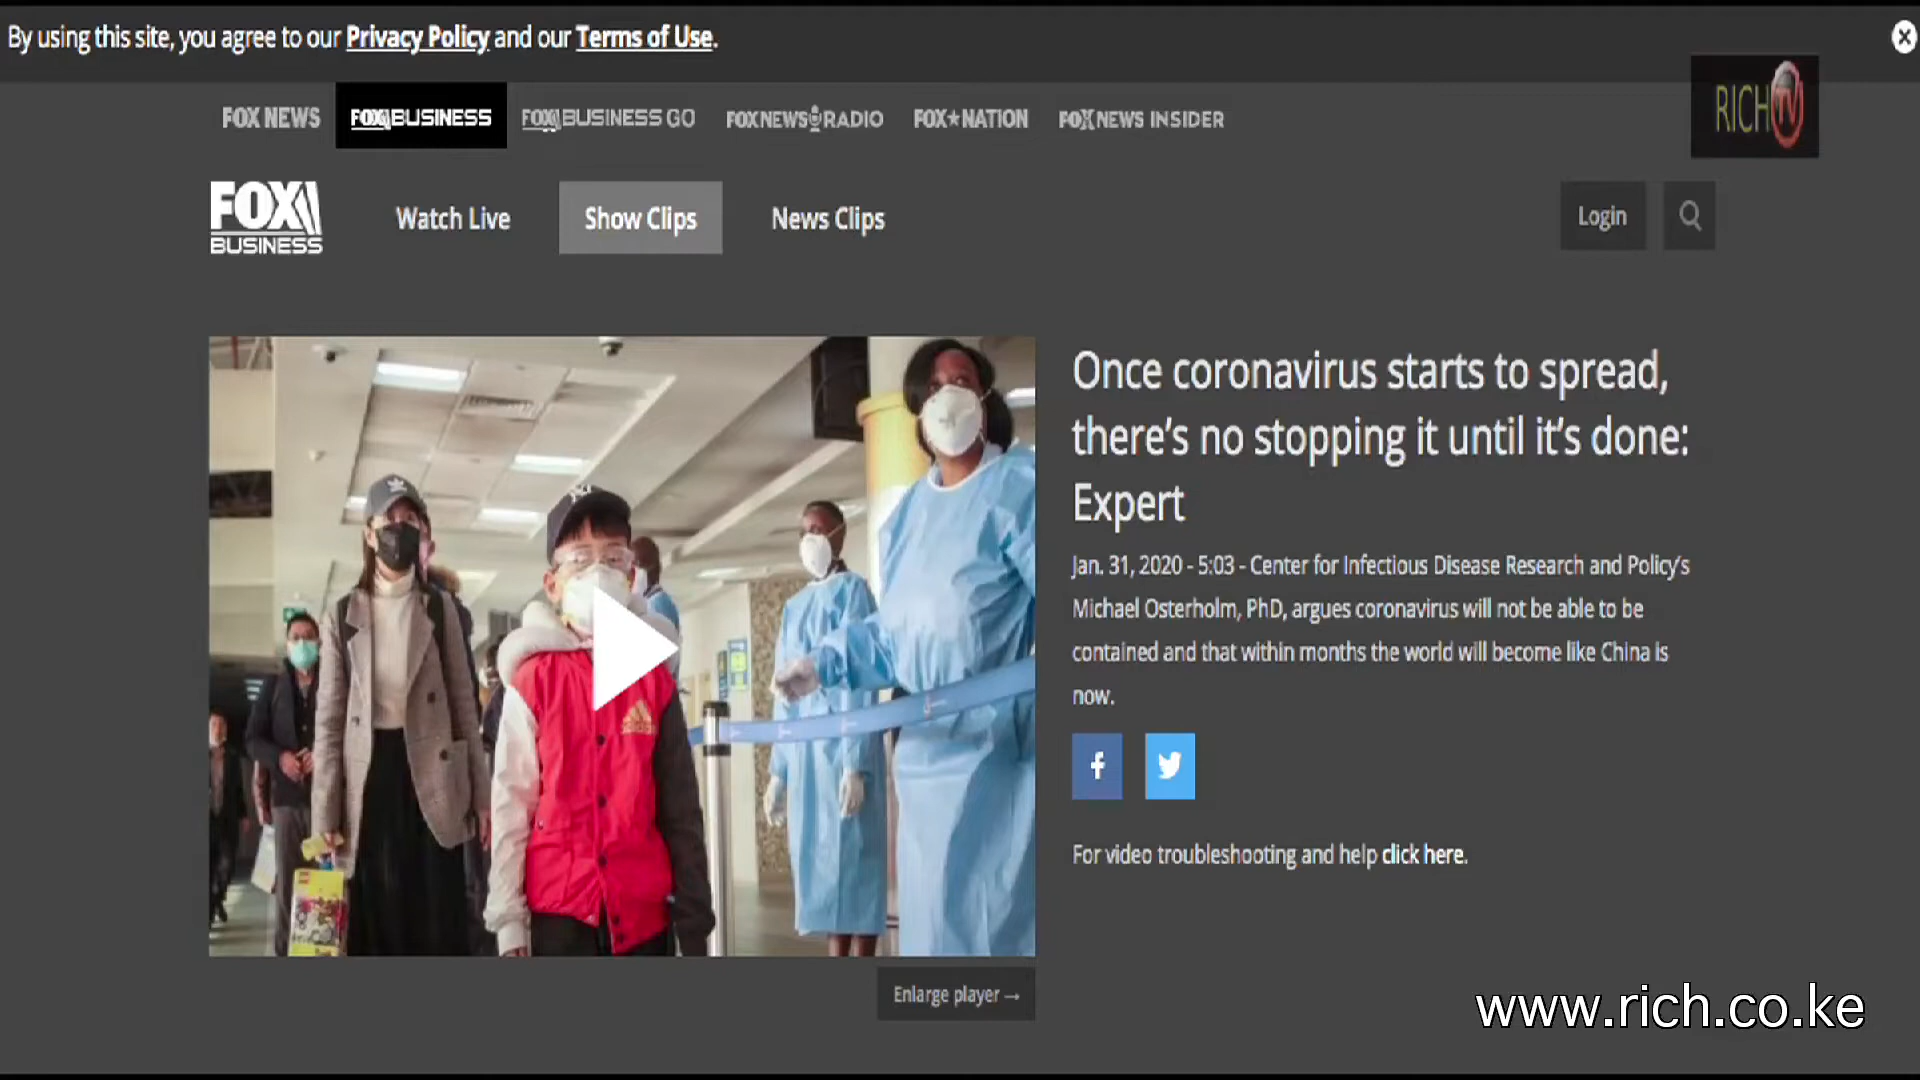 By using this site, you agree to our Privacy Policy and our Terms of Use.
FOX NEWS FOX BUSINESS FOX BUSINESS GO FOX NEWS RADIO FOX NATION FOX NEWS INSIDER
RICH TV
FOX BUSINESS
Watch Live Show Clips News Clips
Login
Once coronavirus starts to spread,
there's no stopping it until it's done:
Expert
Jan. 31, 2020 - 5:03 - Center for Infectious Disease Research and Policy's
Michael Osterholm, PhD, argues coronavirus will not be able to be
contained and that within months the world will become like China is
now.
For video troubleshooting and help click here.
adidas
Enlarge player →
www.rich.co.ke